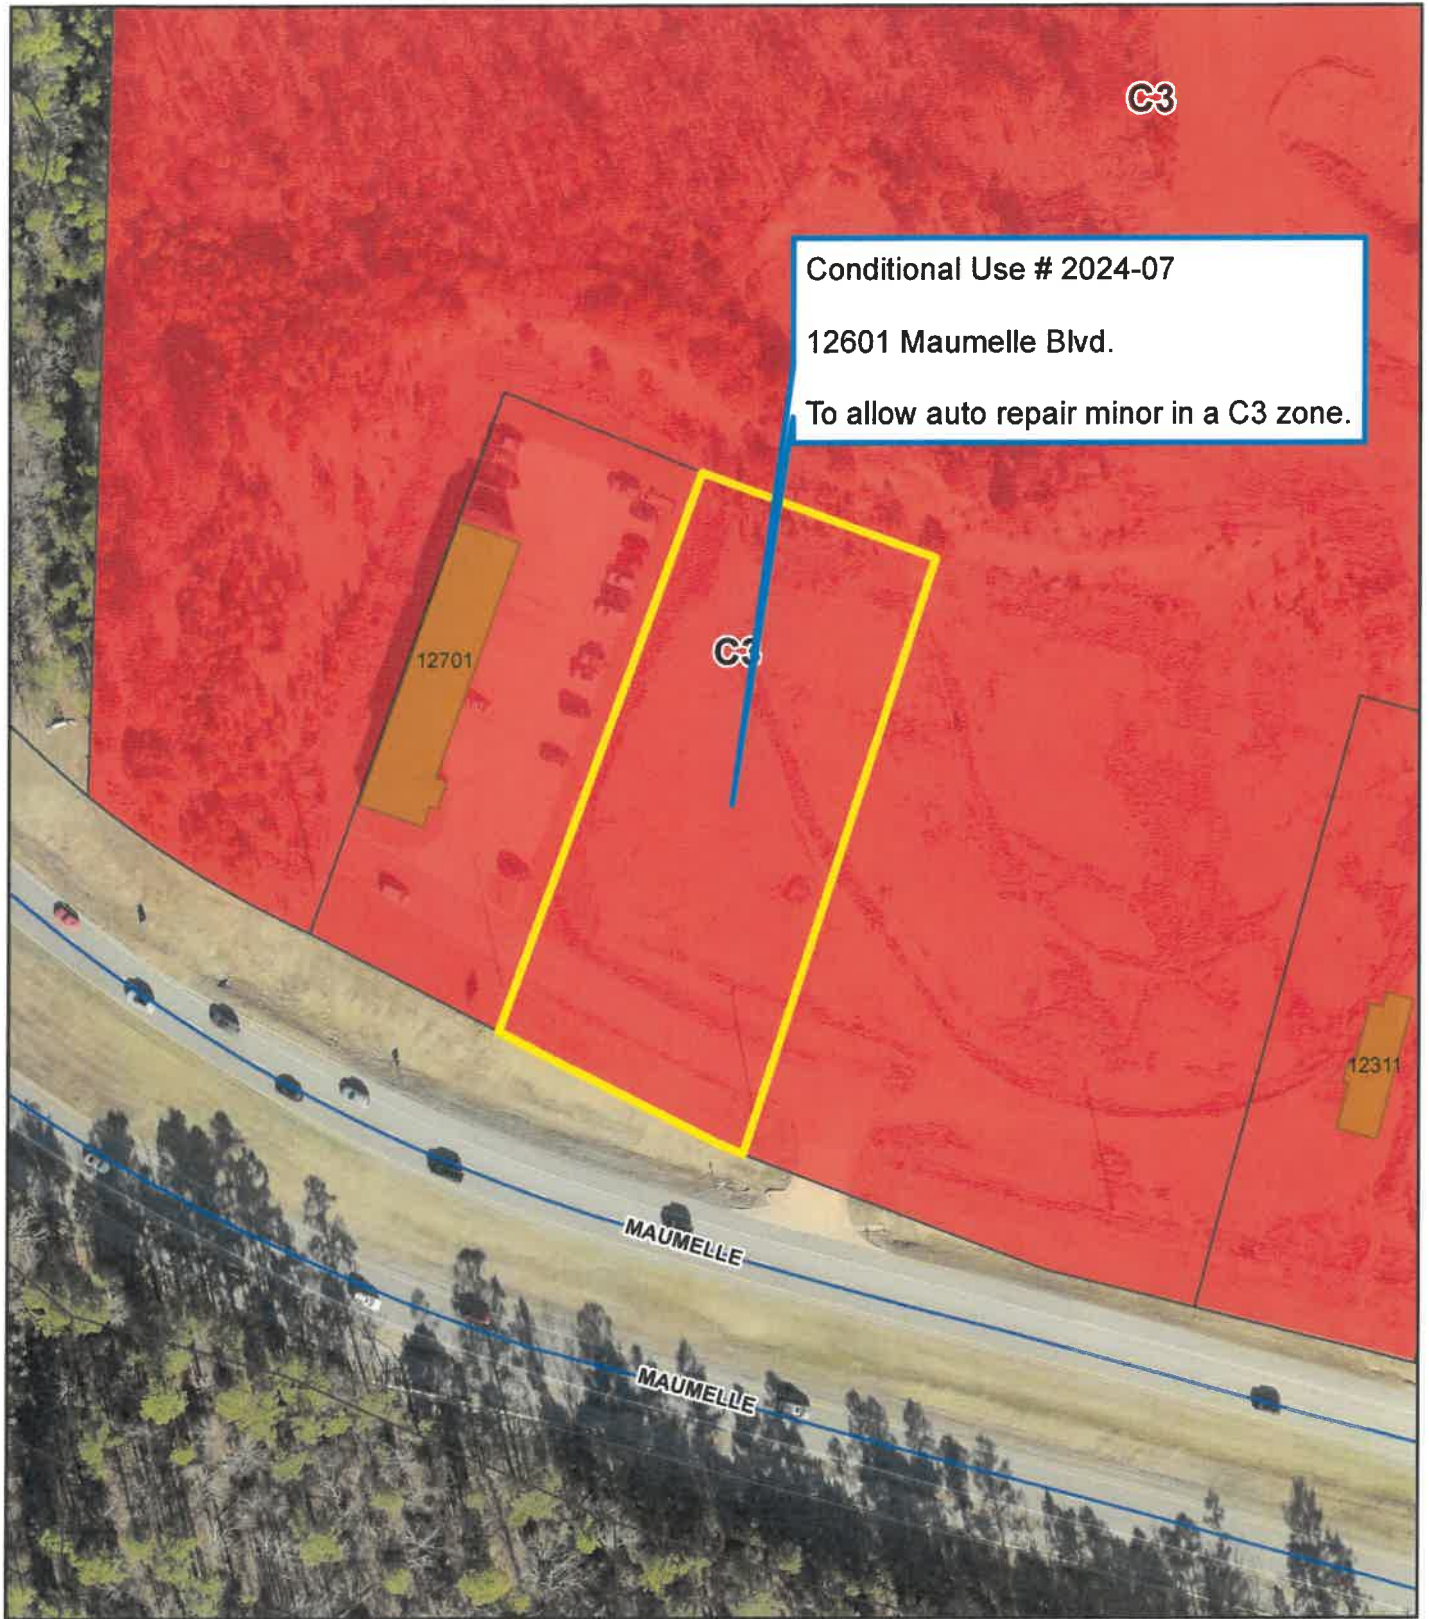 C3
Conditional Use # 2024-07
12601 Maumelle Blvd.
To allow auto repair minor in a C3 zone.
C3
12701
12311
MAUMELLE
MAUMELLE